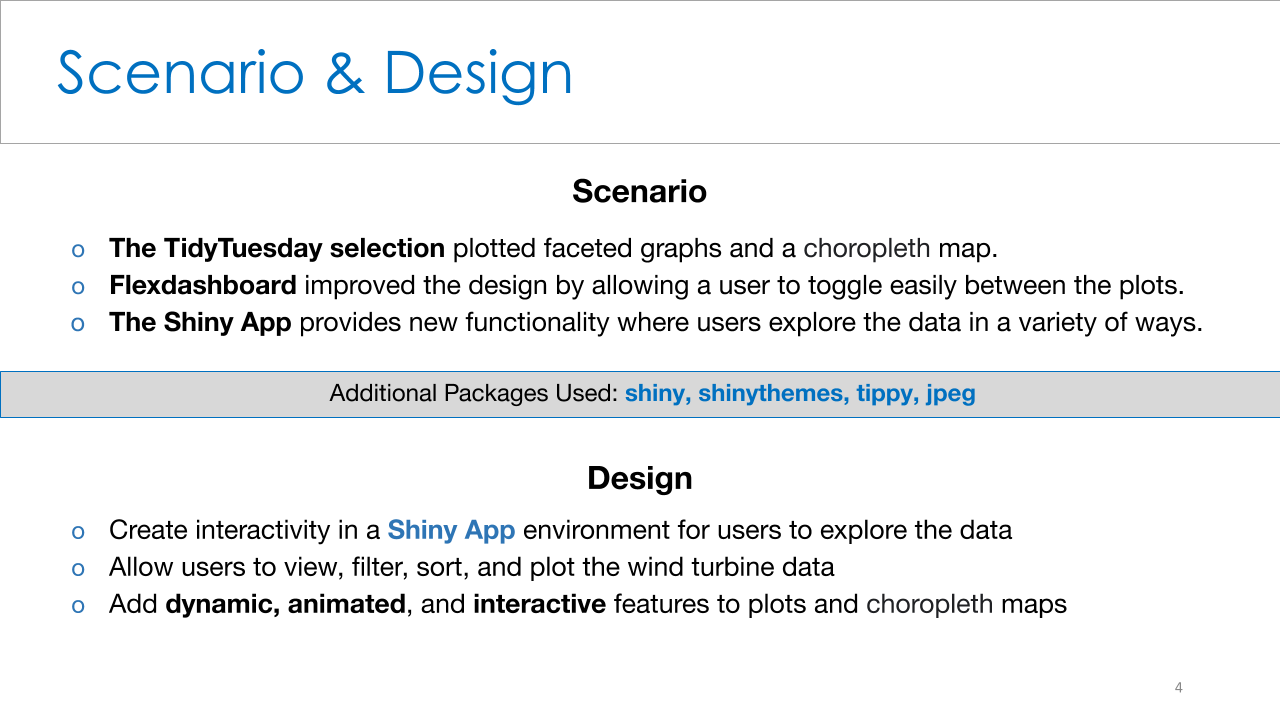 Scenario & Design
Scenario
o The TidyTuesday selection plotted faceted graphs and a choropleth map.
o Flexdashboard improved the design by allowing a user to toggle easily between the plots.
o The Shiny App provides new functionality where users explore the data in a variety of ways.
Additional Packages Used: shiny, shinythemes, tippy, jpeg
Design
o Create interactivity in a Shiny App environment for users to explore the data
o Allow users to view, filter, sort, and plot the wind turbine data
o Add dynamic, animated, and interactive features to plots and choropleth maps
4